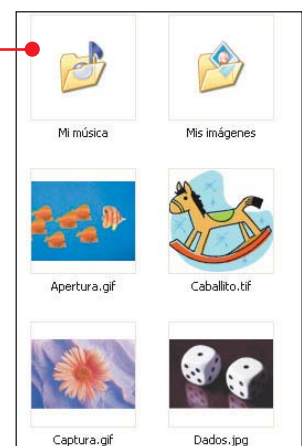 Mi música Mis imágenes
Apertura.gif Caballito.tif
Captura.gif Dados.jpg